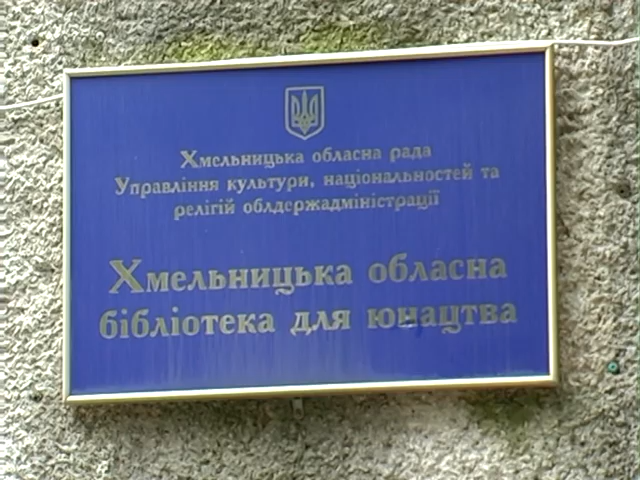 Хмельницька обласна рада
Управління культури, національностей та
релігій облдержадміністрації
Хмельницька обласна
бібліотека для юнацтва